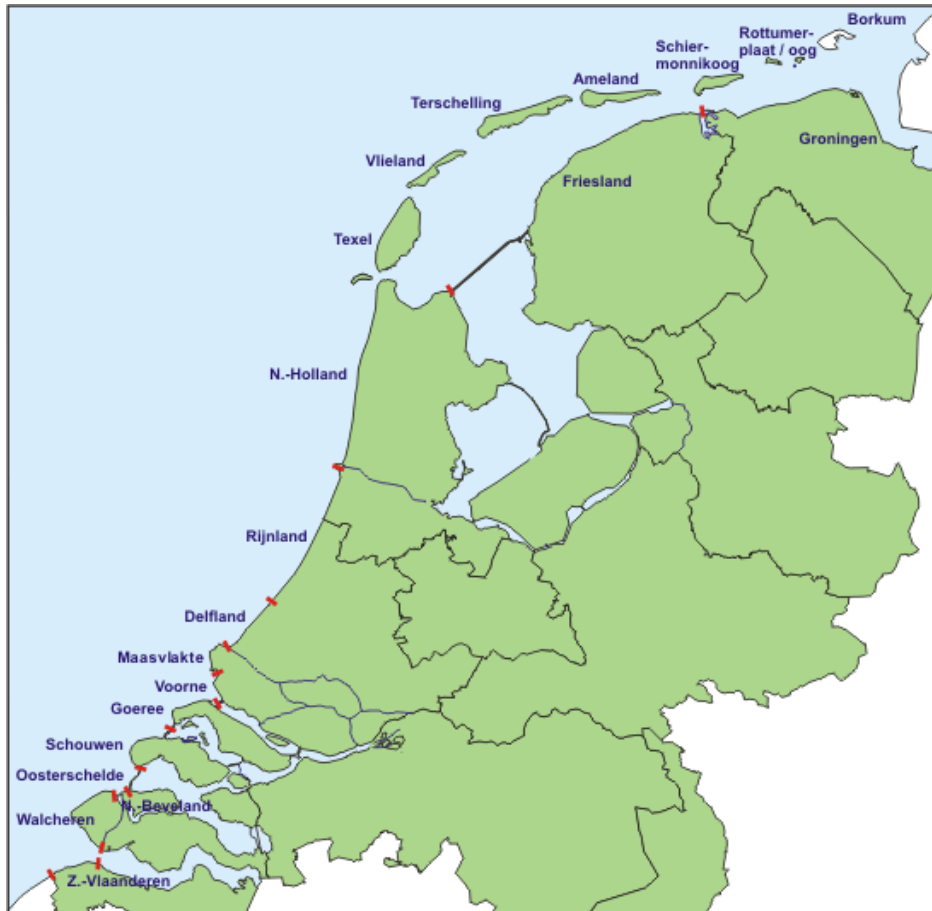 Borkum
Rottumer-
plaat / oog
Schier-
monnikoog
Ameland
Terschelling
Groningen
Vlieland
Friesland
Texel
N.-Holland
Rijnland
Delfland
Maasvlakte
Voorne
Goeree
Schouwen
Oosterschelde
N.-Beveland
Walcheren
Z.-Vlaanderen